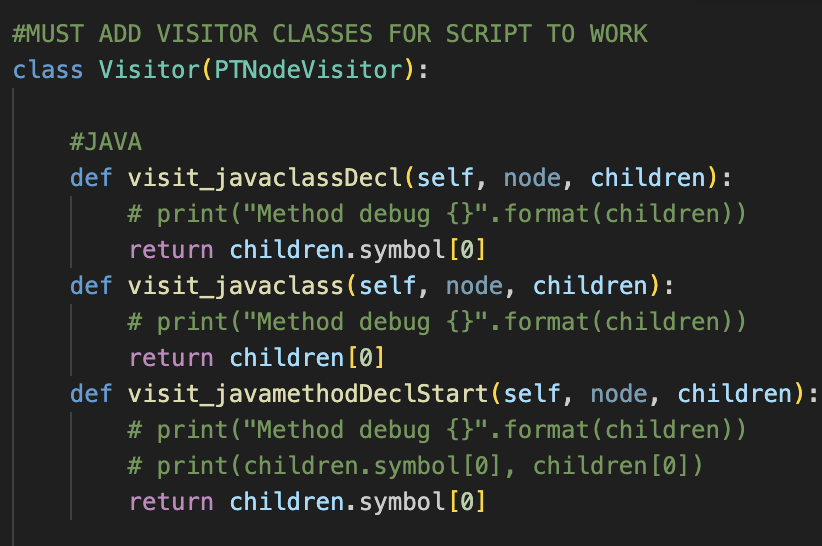 #MUST ADD VISITOR CLASSES FOR SCRIPT TO WORK
class Visitor(PTNodeVisitor):
    #JAVA
    def visit_javaclassDecl(self, node, children):
        # print("Method debug {}".format(children))
        return children.symbol[0]
    def visit_javaclass(self, node, children):
        # print("Method debug {}".format(children))
        return children[0]
    def visit_javamethodDeclStart(self, node, children):
        # print("Method debug {}".format(children))
        # print(children.symbol[0], children[0])
        return children.symbol[0]